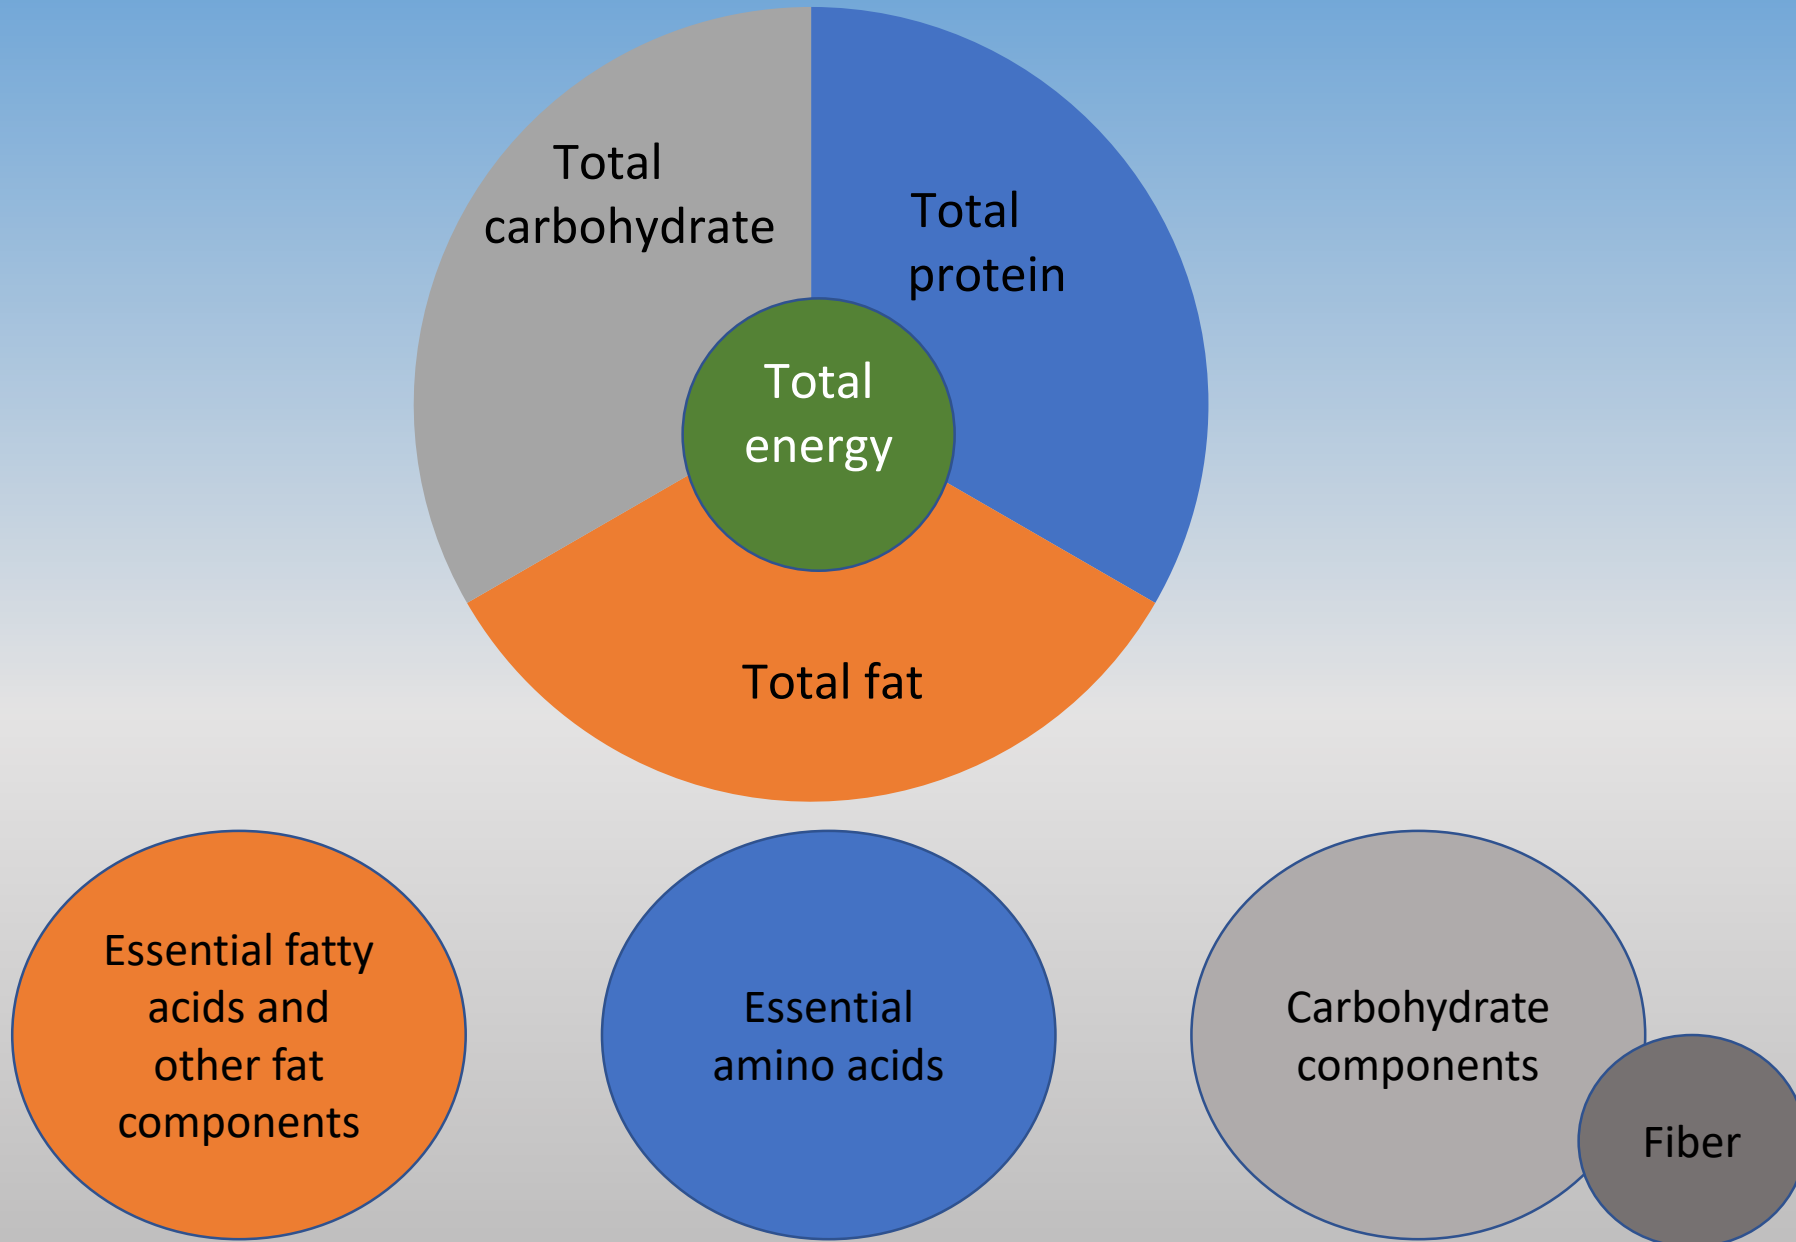 Total
carbohydrate
Total
protein
Total
energy
Total fat
Essential fatty
acids and
other fat
components
Essential
amino acids
Carbohydrate
components
Fiber